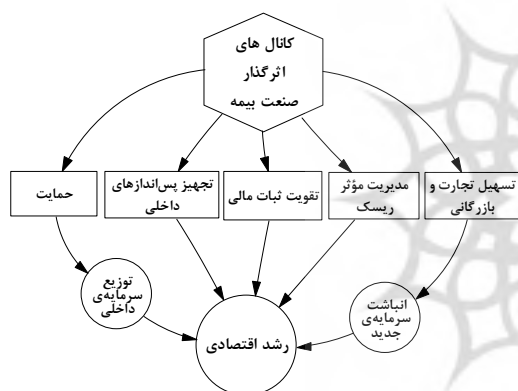 کانال های
اثرگذار
صنعت بیمه
تسهیل تجارت و
بازرگانی
مدیریت مؤثر
ریسک
تقویت ثبات مالی
تجهیز پس‌اندازهای
داخلی
حمایت
انباشت
سرمایه‌ی
جدید
رشد اقتصادی
توزیع
سرمایه‌ی
داخلی